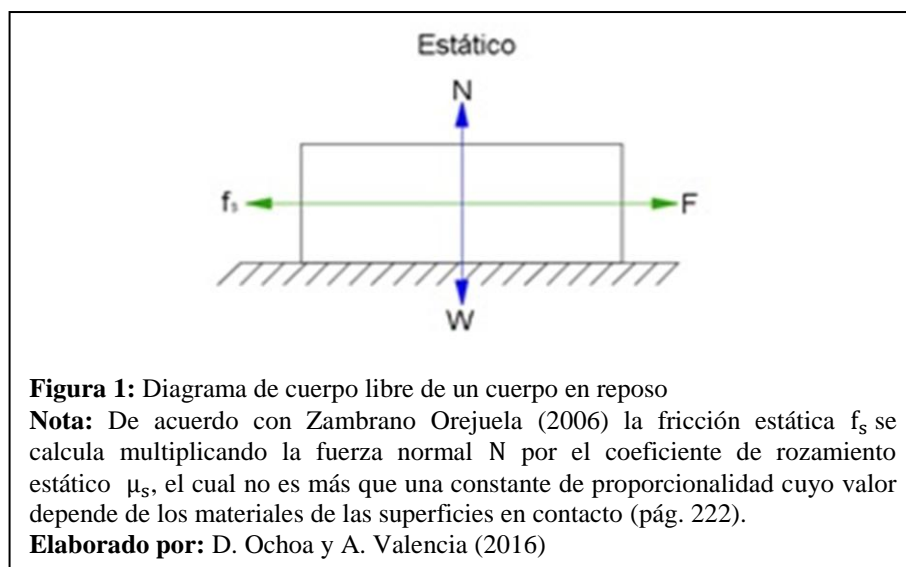 Estático
N
fₛ F
W
Figura 1: Diagrama de cuerpo libre de un cuerpo en reposo
Nota: De acuerdo con Zambrano Orejuela (2006) la fricción estática fₛ se
calcula multiplicando la fuerza normal N por el coeficiente de rozamiento
estático μₛ, el cual no es más que una constante de proporcionalidad cuyo valor
depende de los materiales de las superficies en contacto (pág. 222).
Elaborado por: D. Ochoa y A. Valencia (2016)